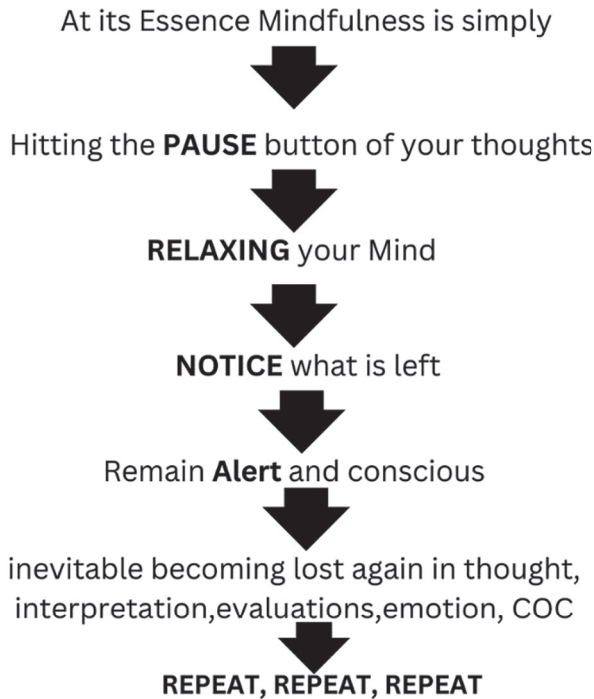 At its Essence Mindfulness is simply
Hitting the PAUSE button of your thoughts
RELAXING your Mind
NOTICE what is left
Remain Alert and conscious
inevitable becoming lost again in thought,
interpretation,evaluations,emotion, COC
REPEAT, REPEAT, REPEAT